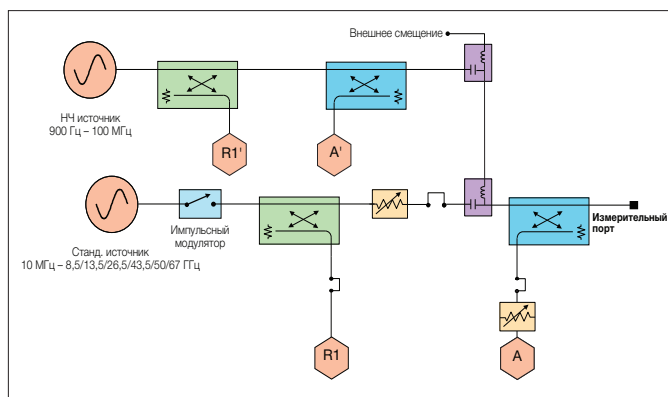 Внешнее смещение
НЧ источник
900 Гц – 100 МГц
R1'
A'
Импульсный
модулятор
Измерительный
порт
Станд. источник
10 МГц – 8,5/13,5/26,5/43,5/50/67 ГГц
R1
A